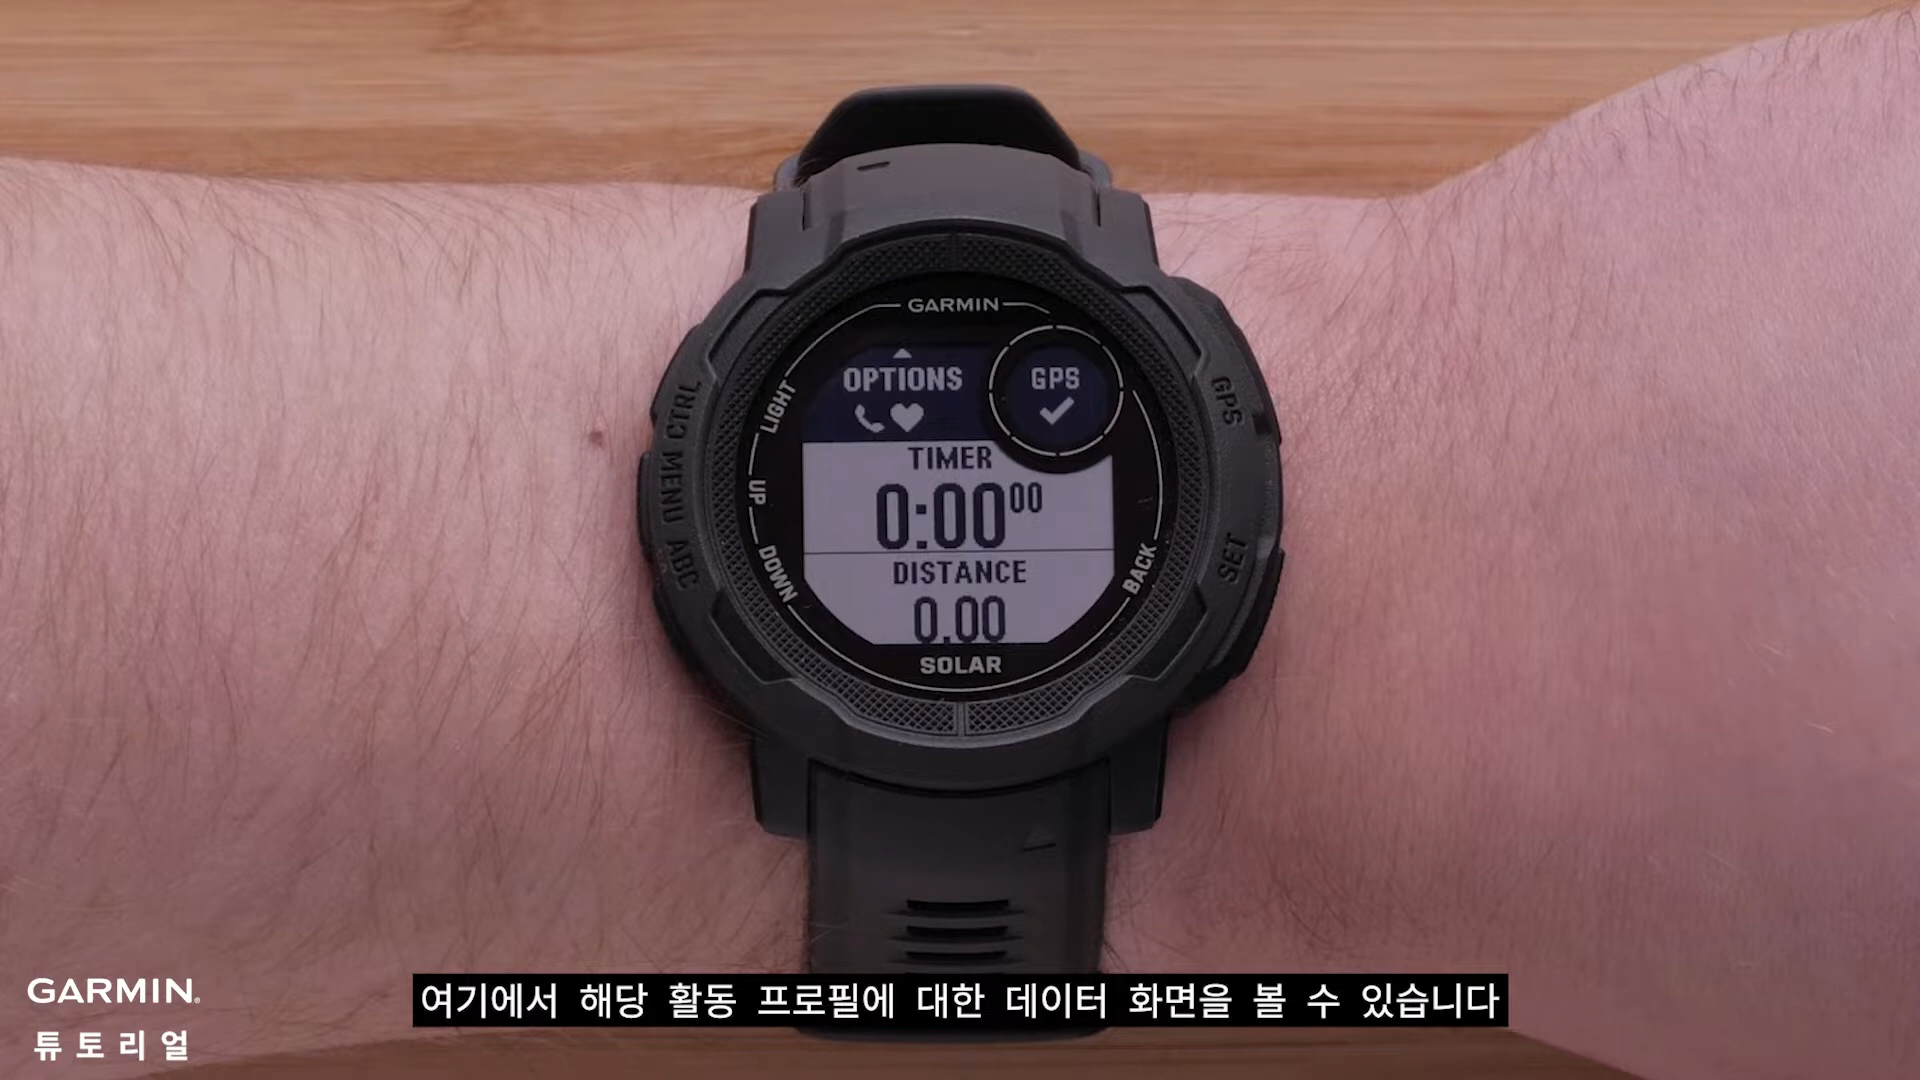 GARMIN
OPTIONS
GPS
LIGHT
CTRL
MENU
UP
ABC
DOWN
GPS
SET
BACK
TIMER
0:00 00
DISTANCE
0.00
SOLAR
여기에서 해당 활동 프로필에 대한 데이터 화면을 볼 수 있습니다
GARMIN®
튜토리얼